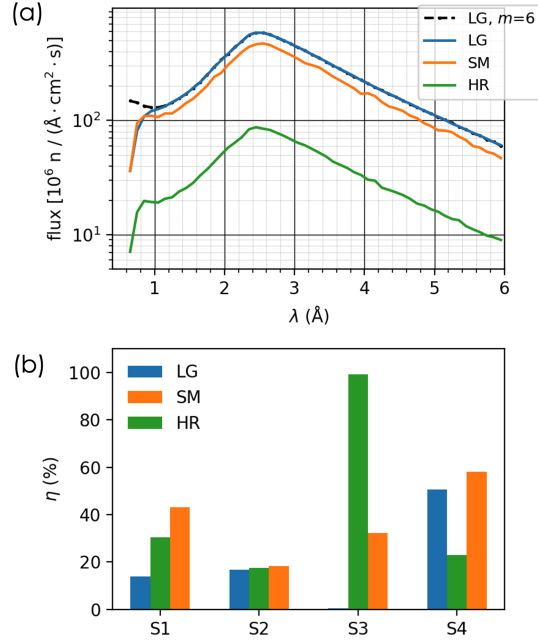 (a)
flux [10⁶ n / (Å · cm² · s)]
10²
10¹
LG, m=6
LG
SM
HR
1 2 3 4 5 6
λ (Å)
(b)
η (%)
100
80
60
40
20
0
LG
SM
HR
S1 S2 S3 S4